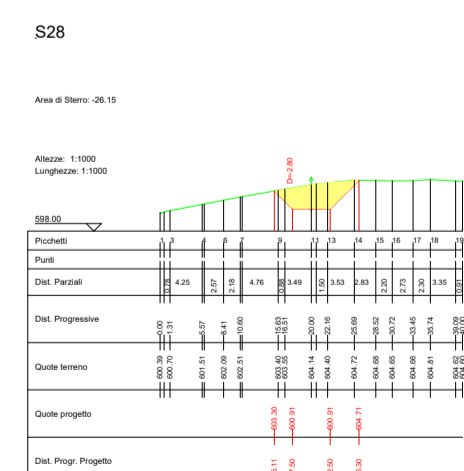 S28
Area di Sterro: -26.15
Altezze: 1:1000
Lunghezze: 1:1000
D=-2.80
598.00
Picchetti 1 3 4 6 7 9 11 13 14 15 16 17 18 19
Punti
Dist. Parziali 0.78 4.25 2.57 2.18 4.76 0.88 3.49 1.50 3.53 2.83 2.20 2.73 2.30 3.35 0.91
Dist. Progressive 0.00 1.31 5.57 8.41 10.60 15.63 16.51 20.00 22.16 25.69 28.52 30.72 33.45 35.74 39.09
Quote terreno 600.39 600.70 601.51 602.09 602.51 603.40 603.55 604.14 604.40 604.72 604.68 604.65 604.66 604.81 604.62
Quote progetto 603.30 600.91 600.91 604.71
Dist. Progr. Progetto